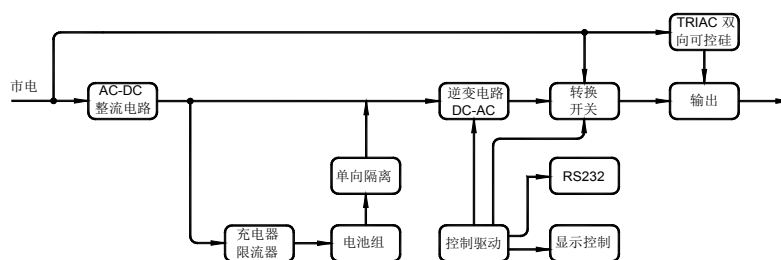 TRIAC 双
向可控硅
市电
AC-DC
整流电路
逆变电路
DC-AC
转换
开关
输出
单向隔离
RS232
充电器
限流器
电池组
控制驱动
显示控制